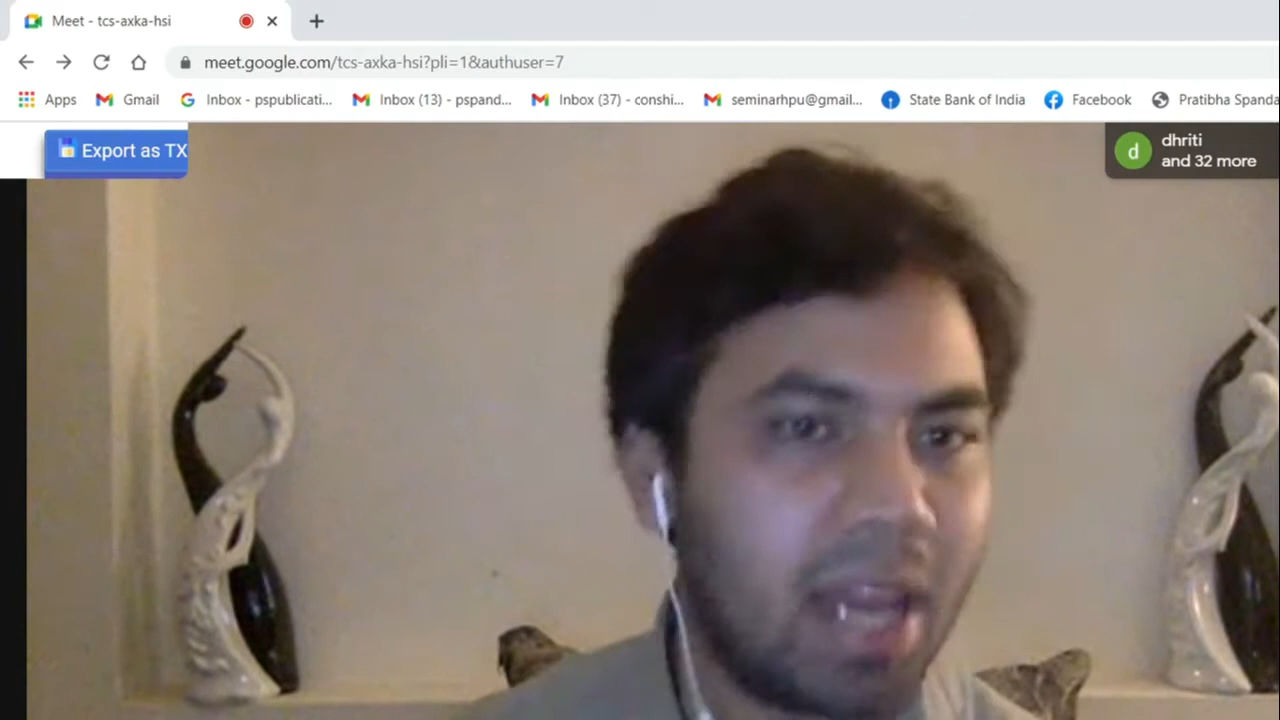 Meet - tcs-axka-hsi
meet.google.com/tcs-axka-hsi?pli=1&authuser=7
Apps Gmail Inbox - pspublicati... Inbox (13) - pspand... Inbox (37) - conshi... seminarhpu@gmail... State Bank of India Facebook Pratibha Spanda
Export as TX
d
dhriti
and 32 more